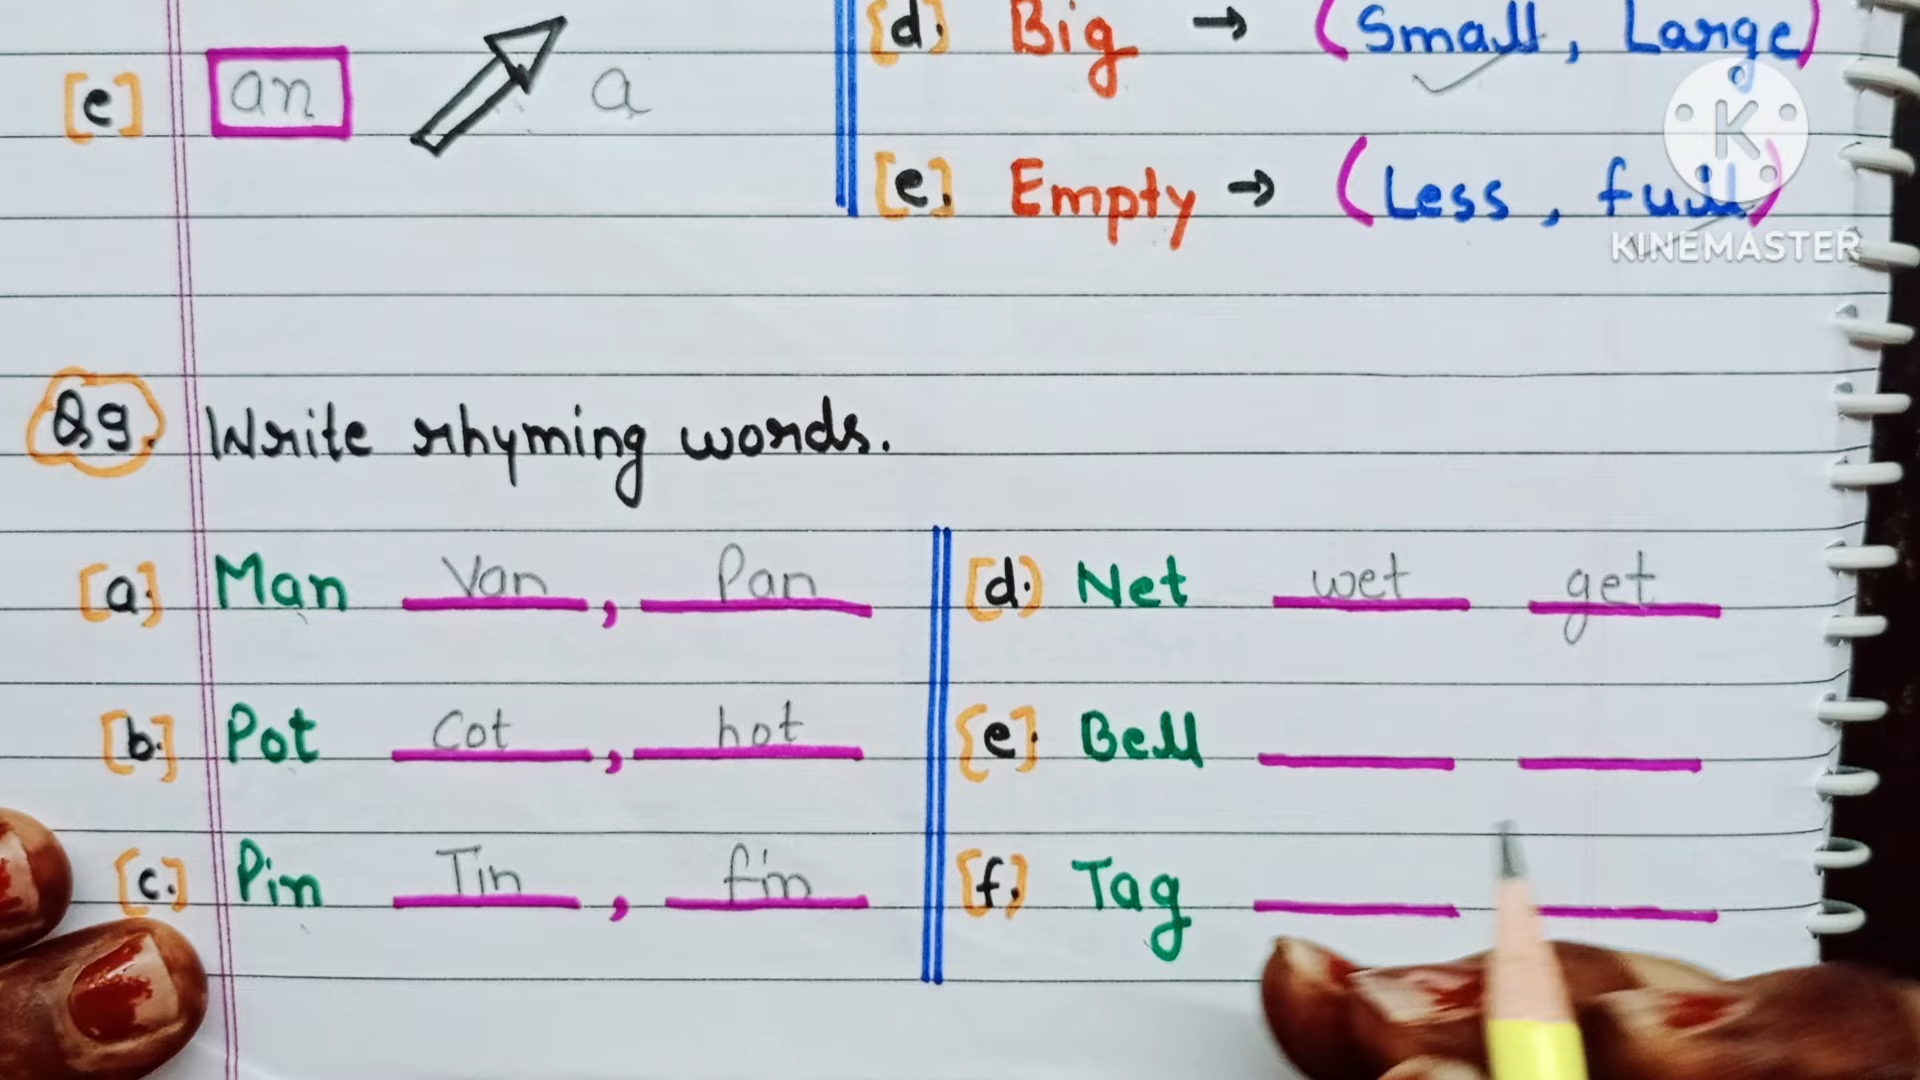 [d]. Big → (Small, Large)
[e] an a
[e]. Empty → (Less, full)
K
KINEMASTER
Q9. Write rhyming words.
[a.] Man Van, Pan
[b.] Pot Cot, hot
[c.] Pin Tin, fin
[d.] Net wet get
[e]. Bell
[f.] Tag